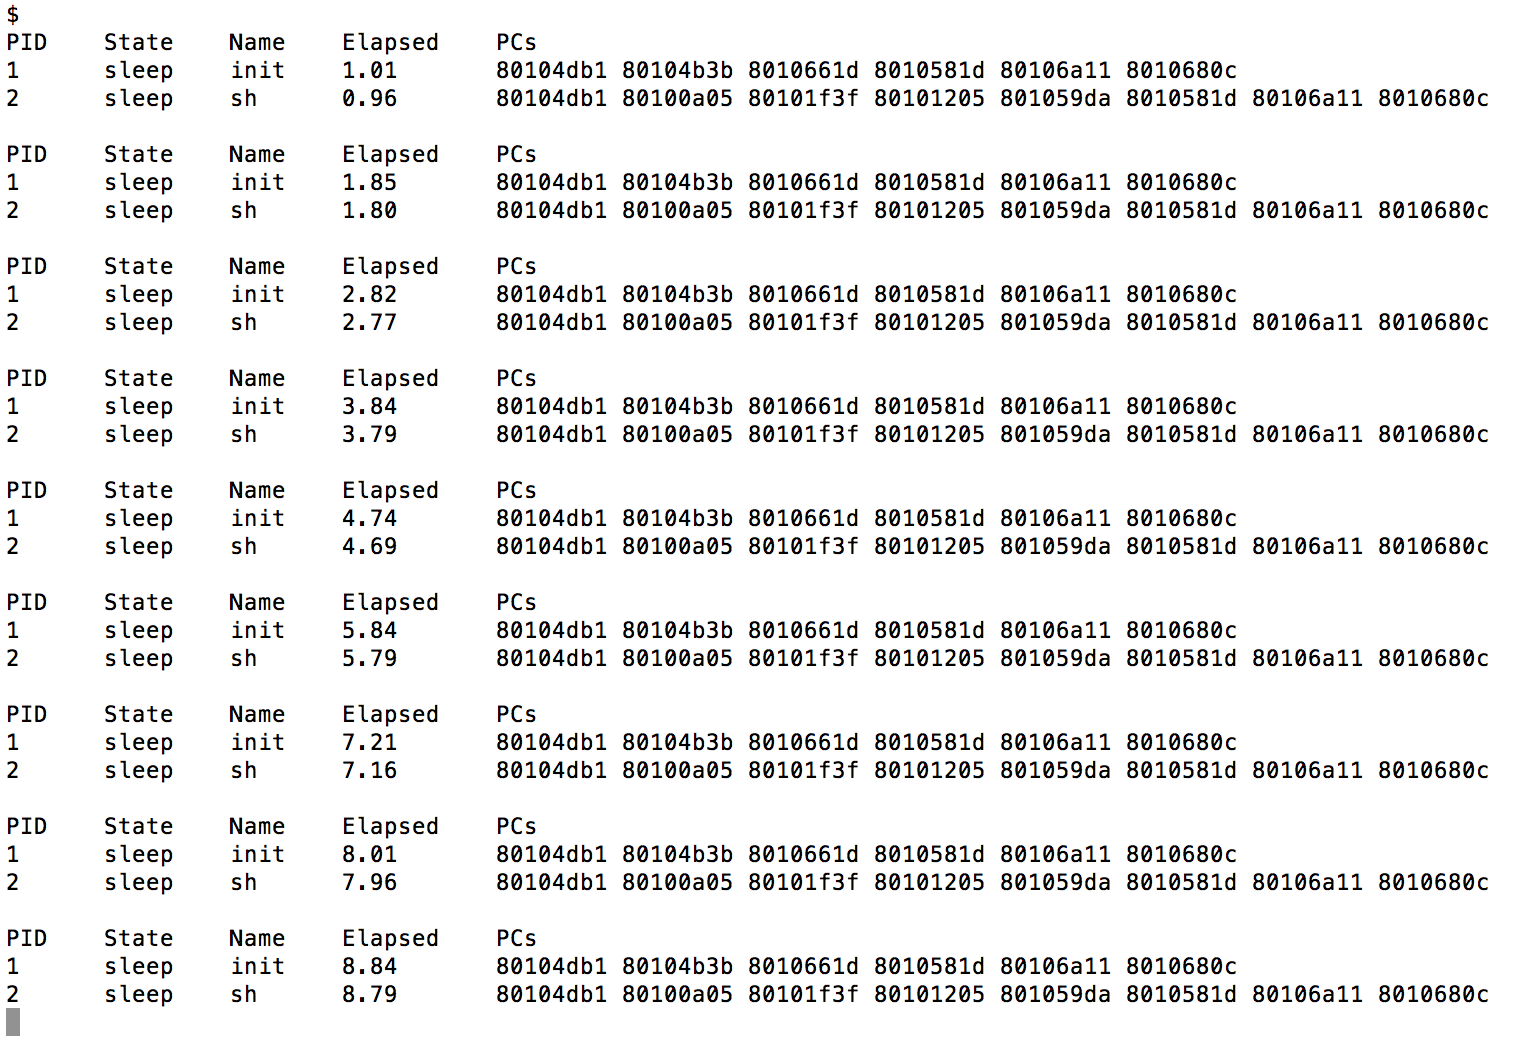 $
PID State Name Elapsed PCs
1 sleep init 1.01 80104db1 80104b3b 8010661d 8010581d 80106a11 8010680c
2 sleep sh 0.96 80104db1 80100a05 80101f3f 80101205 801059da 8010581d 80106a11 8010680c
PID State Name Elapsed PCs
1 sleep init 1.85 80104db1 80104b3b 8010661d 8010581d 80106a11 8010680c
2 sleep sh 1.80 80104db1 80100a05 80101f3f 80101205 801059da 8010581d 80106a11 8010680c
PID State Name Elapsed PCs
1 sleep init 2.82 80104db1 80104b3b 8010661d 8010581d 80106a11 8010680c
2 sleep sh 2.77 80104db1 80100a05 80101f3f 80101205 801059da 8010581d 80106a11 8010680c
PID State Name Elapsed PCs
1 sleep init 3.84 80104db1 80104b3b 8010661d 8010581d 80106a11 8010680c
2 sleep sh 3.79 80104db1 80100a05 80101f3f 80101205 801059da 8010581d 80106a11 8010680c
PID State Name Elapsed PCs
1 sleep init 4.74 80104db1 80104b3b 8010661d 8010581d 80106a11 8010680c
2 sleep sh 4.69 80104db1 80100a05 80101f3f 80101205 801059da 8010581d 80106a11 8010680c
PID State Name Elapsed PCs
1 sleep init 5.84 80104db1 80104b3b 8010661d 8010581d 80106a11 8010680c
2 sleep sh 5.79 80104db1 80100a05 80101f3f 80101205 801059da 8010581d 80106a11 8010680c
PID State Name Elapsed PCs
1 sleep init 7.21 80104db1 80104b3b 8010661d 8010581d 80106a11 8010680c
2 sleep sh 7.16 80104db1 80100a05 80101f3f 80101205 801059da 8010581d 80106a11 8010680c
PID State Name Elapsed PCs
1 sleep init 8.01 80104db1 80104b3b 8010661d 8010581d 80106a11 8010680c
2 sleep sh 7.96 80104db1 80100a05 80101f3f 80101205 801059da 8010581d 80106a11 8010680c
PID State Name Elapsed PCs
1 sleep init 8.84 80104db1 80104b3b 8010661d 8010581d 80106a11 8010680c
2 sleep sh 8.79 80104db1 80100a05 80101f3f 80101205 801059da 8010581d 80106a11 8010680c